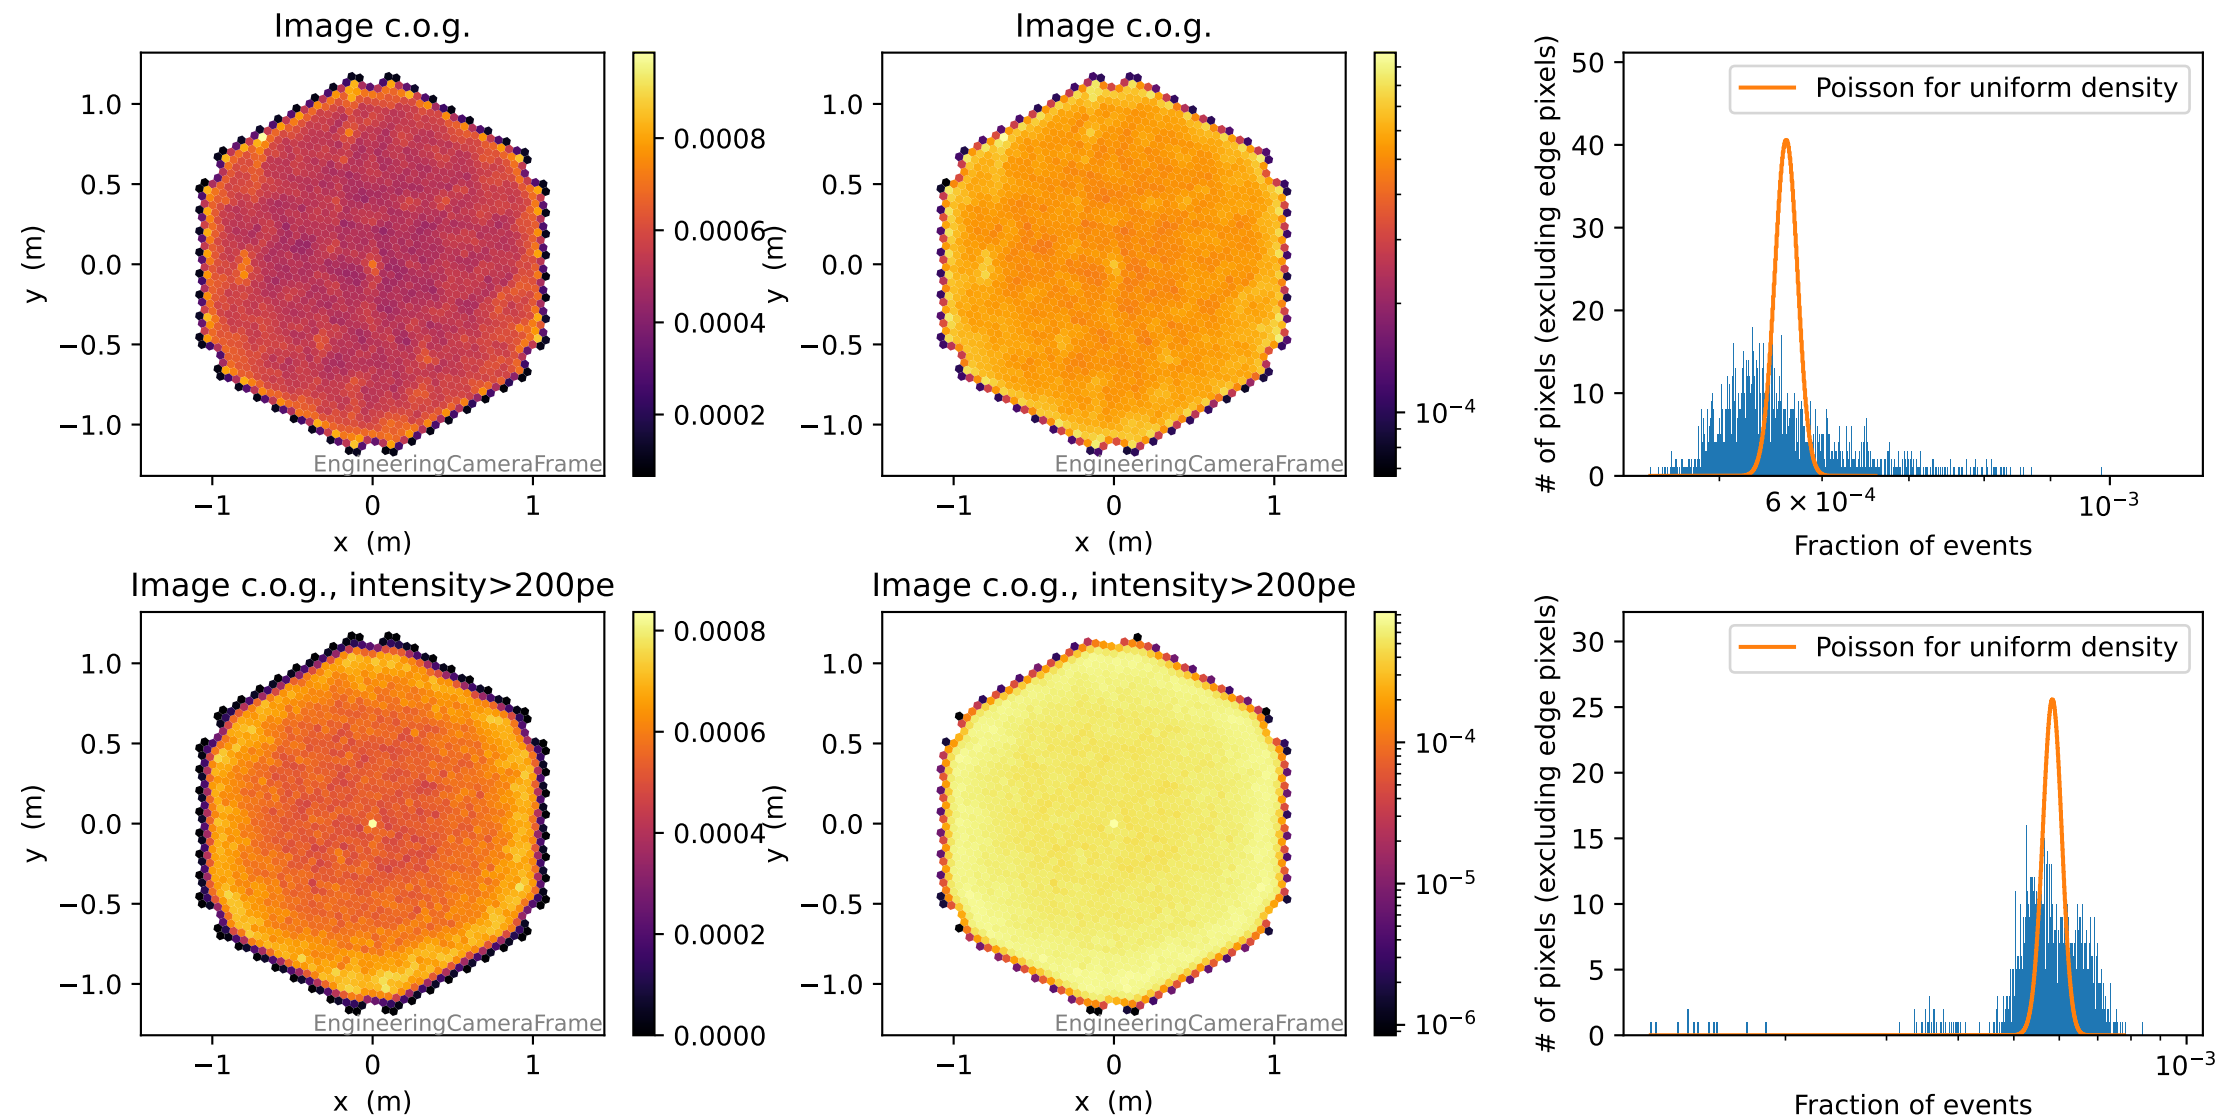 Image c.o.g.
1.0
0.5
0.0
−0.5
−1.0
y (m)
−1
0
1
x (m)
EngineeringCameraFrame
0.0008
0.0006
0.0004
0.0002
Image c.o.g.
1.0
0.5
0.0
−0.5
−1.0
y (m)
−1
0
1
x (m)
EngineeringCameraFrame
10⁻⁴
50
40
30
20
10
0
# of pixels (excluding edge pixels)
Poisson for uniform density
6 × 10⁻⁴
10⁻³
Fraction of events
Image c.o.g., intensity>200pe
1.0
0.5
0.0
−0.5
−1.0
y (m)
−1
0
1
x (m)
EngineeringCameraFrame
0.0008
0.0006
0.0004
0.0002
0.0000
Image c.o.g., intensity>200pe
1.0
0.5
0.0
−0.5
−1.0
y (m)
−1
0
1
x (m)
EngineeringCameraFrame
10⁻⁴
10⁻⁵
10⁻⁶
30
25
20
15
10
5
0
# of pixels (excluding edge pixels)
Poisson for uniform density
10⁻³
Fraction of events